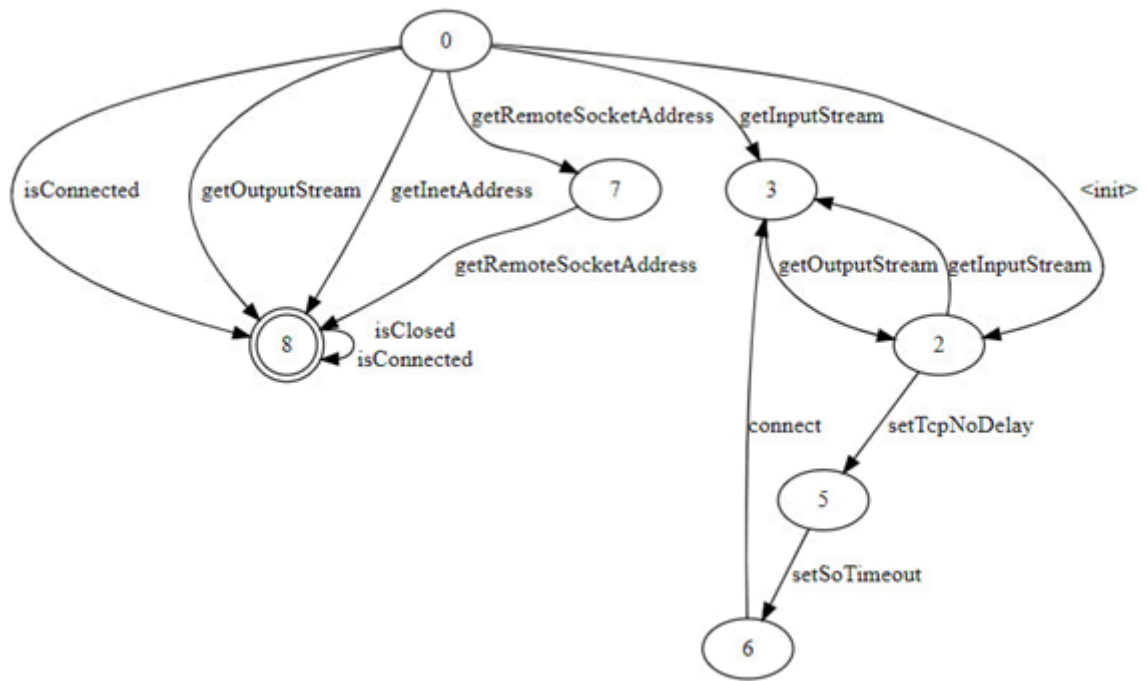 0
getRemoteSocketAddress
getInputStream
isConnected
getOutputStream
getInetAddress
7
3
<init>
getRemoteSocketAddress
getOutputStream
getInputStream
8
isClosed
isConnected
2
connect
setTcpNoDelay
5
setSoTimeout
6